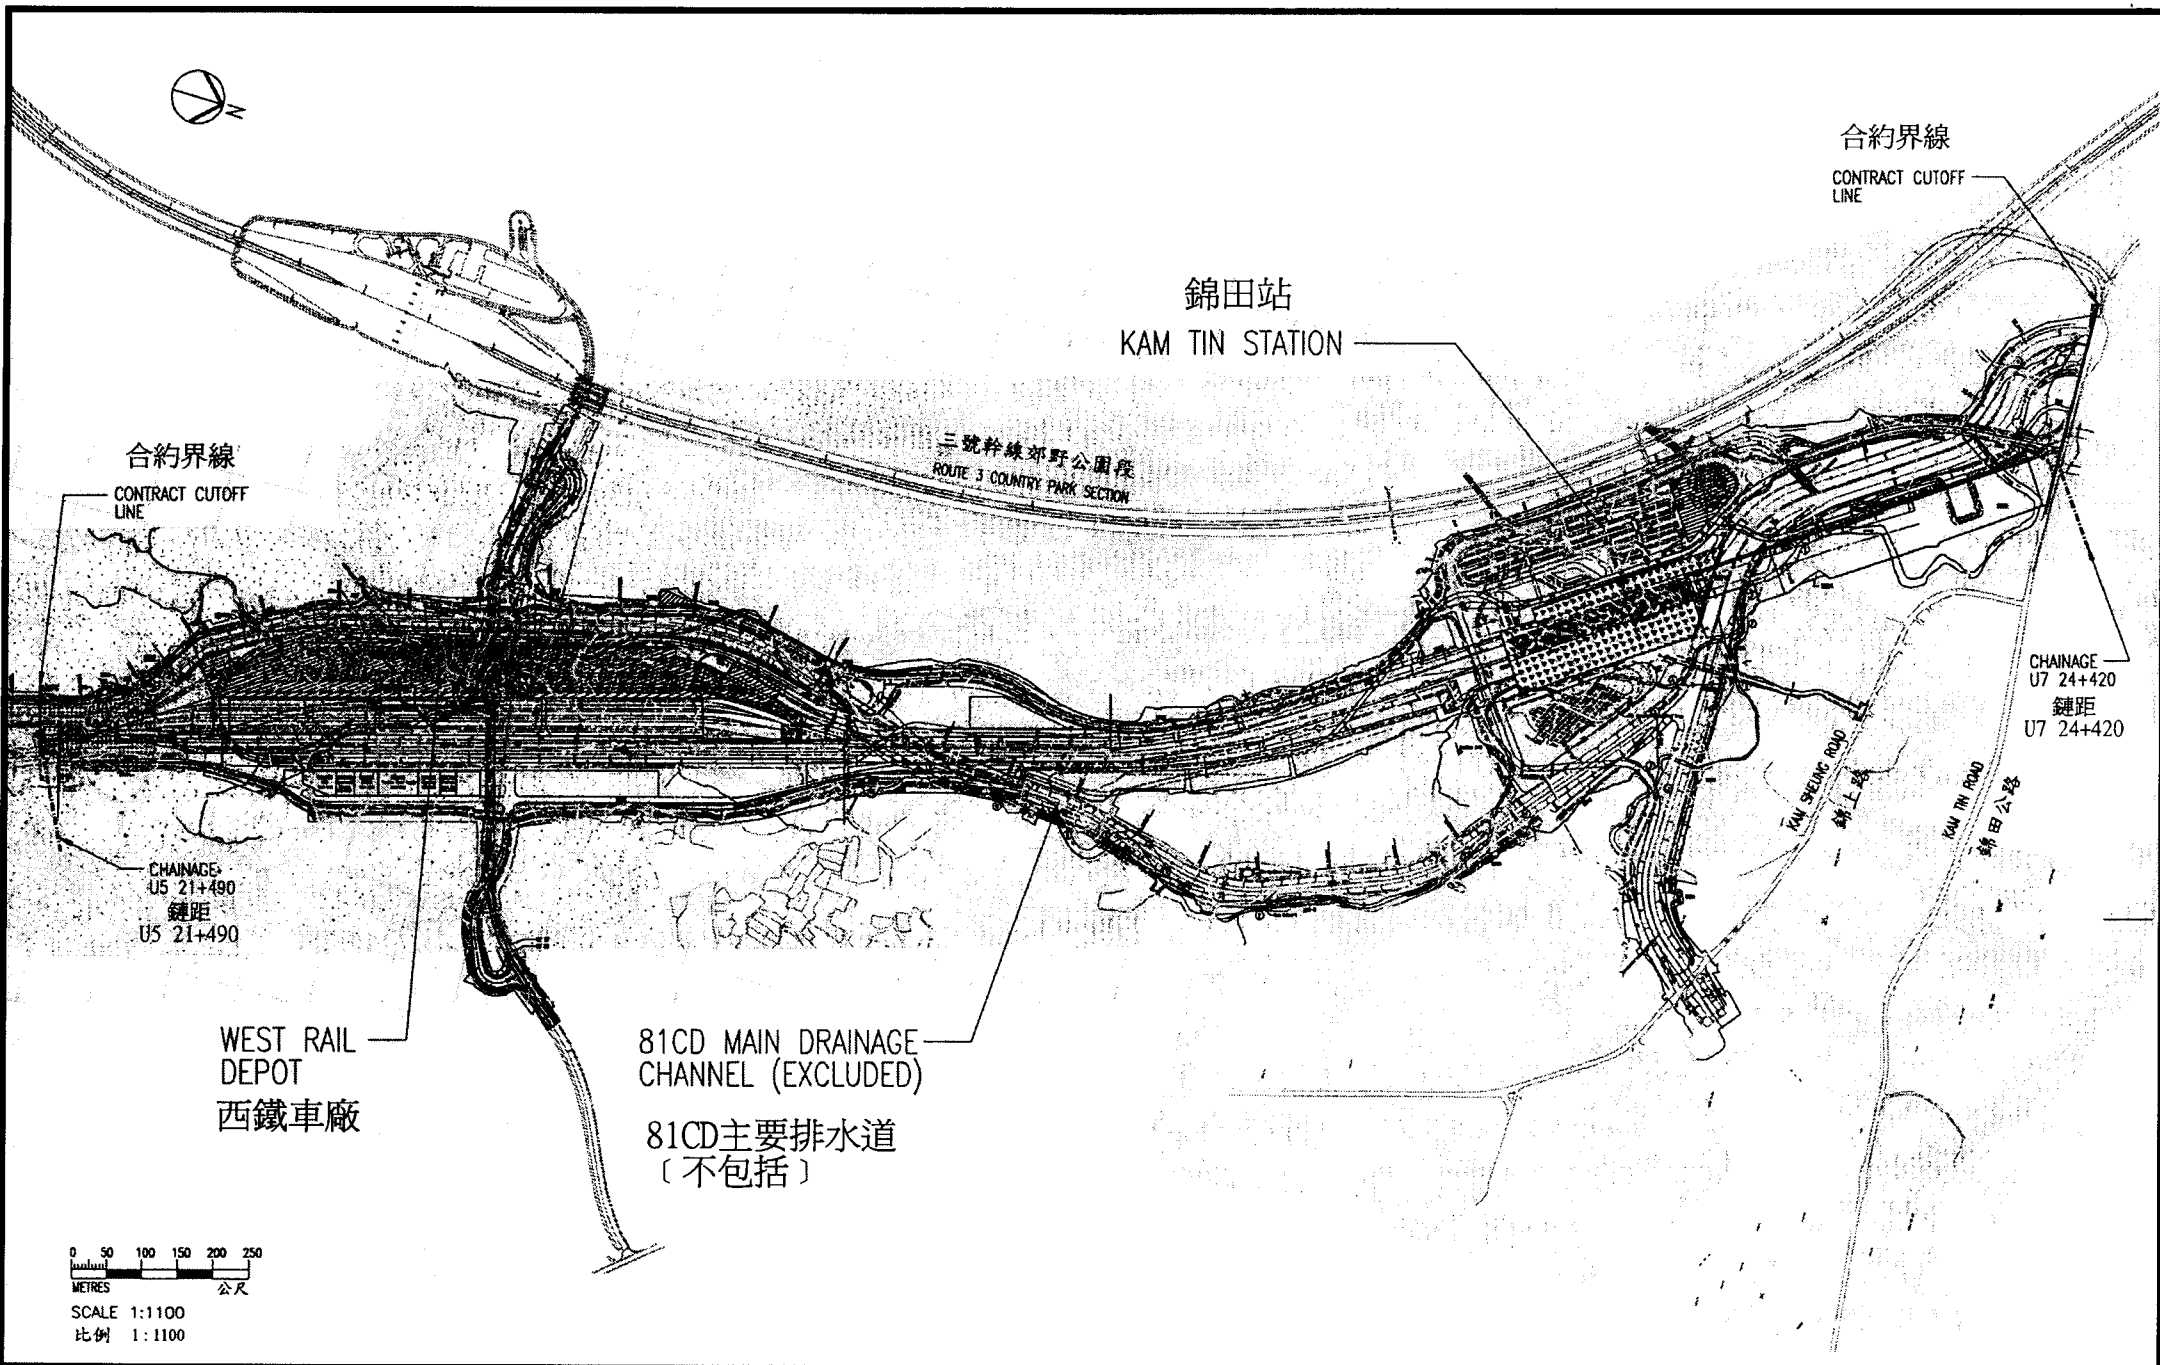 N
合約界線
CONTRACT CUTOFF
LINE
錦田站
KAM TIN STATION
三號幹線郊野公園段
ROUTE 3 COUNTRY PARK SECTION
合約界線
CONTRACT CUTOFF
LINE
CHAINAGE
U7 24+420
鏈距
U7 24+420
KAM SHEUNG ROAD
錦上路
KAM TIN ROAD
錦田公路
CHAINAGE
U5 21+490
鏈距
U5 21+490
WEST RAIL
DEPOT
西鐵車廠
81CD MAIN DRAINAGE
CHANNEL (EXCLUDED)
81CD主要排水道
〔不包括〕
0 50 100 150 200 250
METRES 公尺
SCALE 1:1100
比例 1:1100